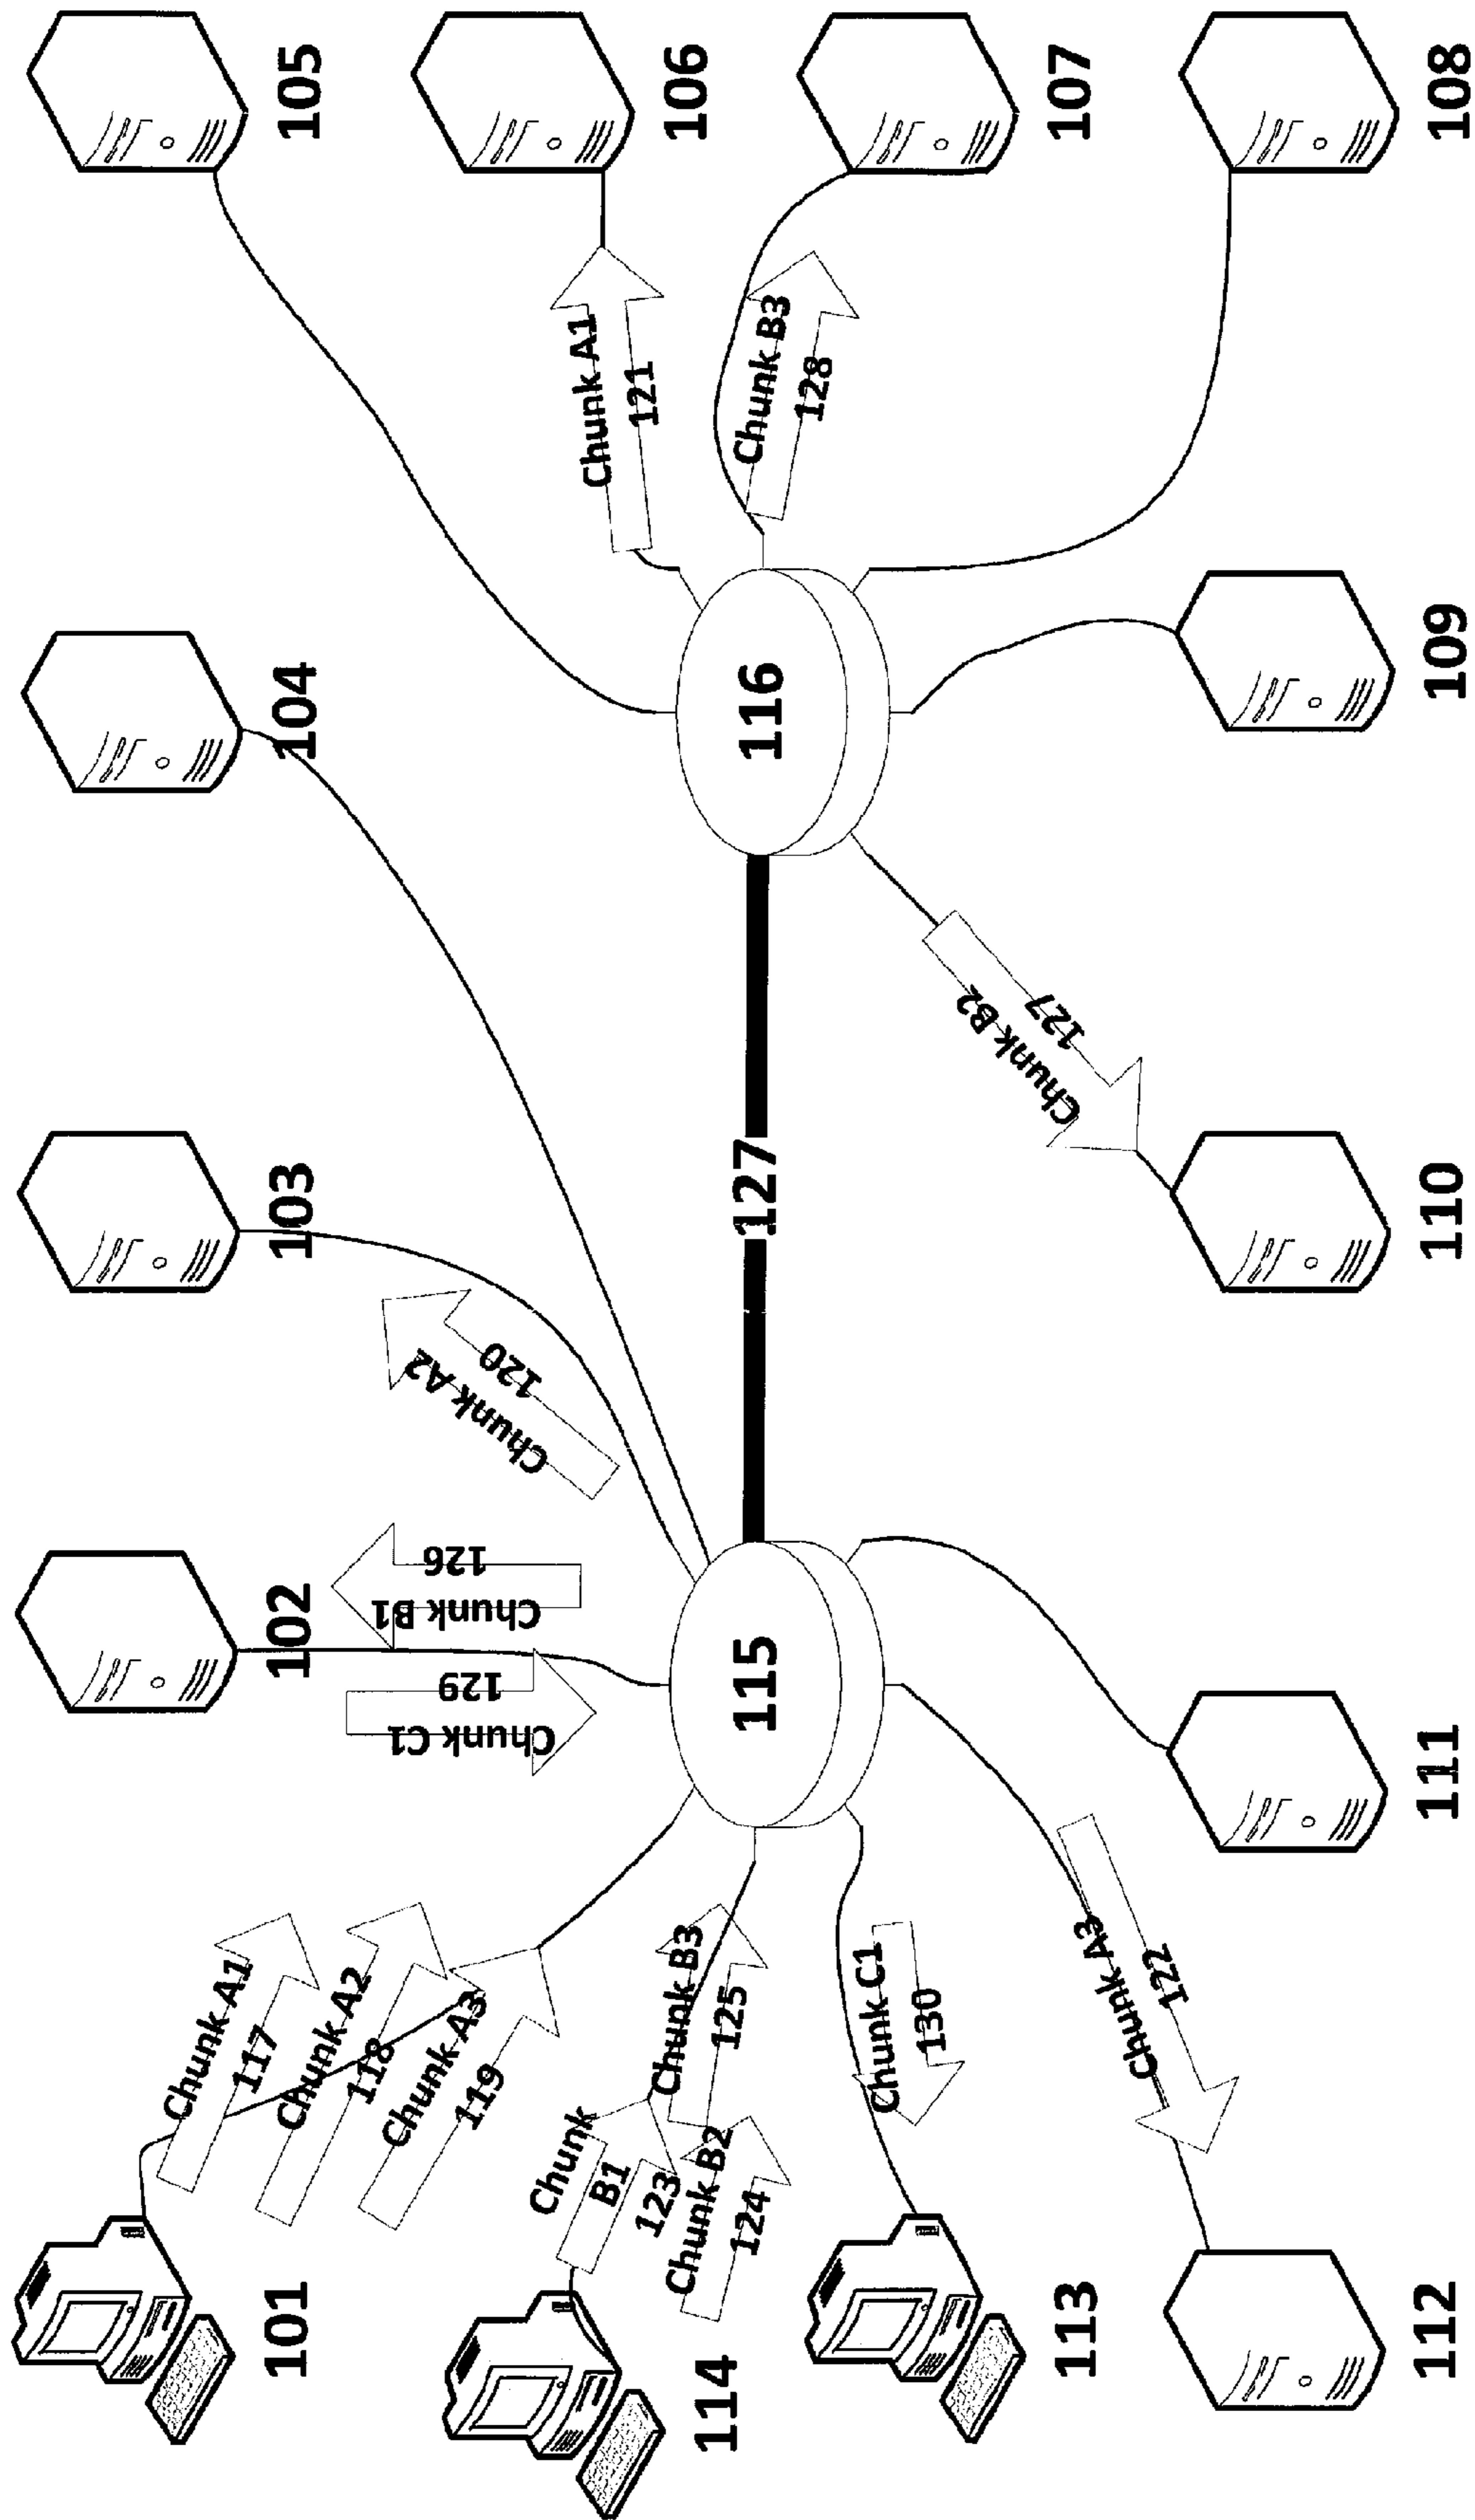 101
102
103
104
105
Chunk A1
117
Chunk A2
118
Chunk A3
119
Chunk C1
129
Chunk B1
126
Chunk A2
120
Chunk A1
121
106
114
Chunk
B1
123
Chunk B2
124
Chunk B3
125
115
127
116
Chunk B3
128
107
113
Chunk C1
130
Chunk A3
122
Chunk B2
127
112
111
110
109
108